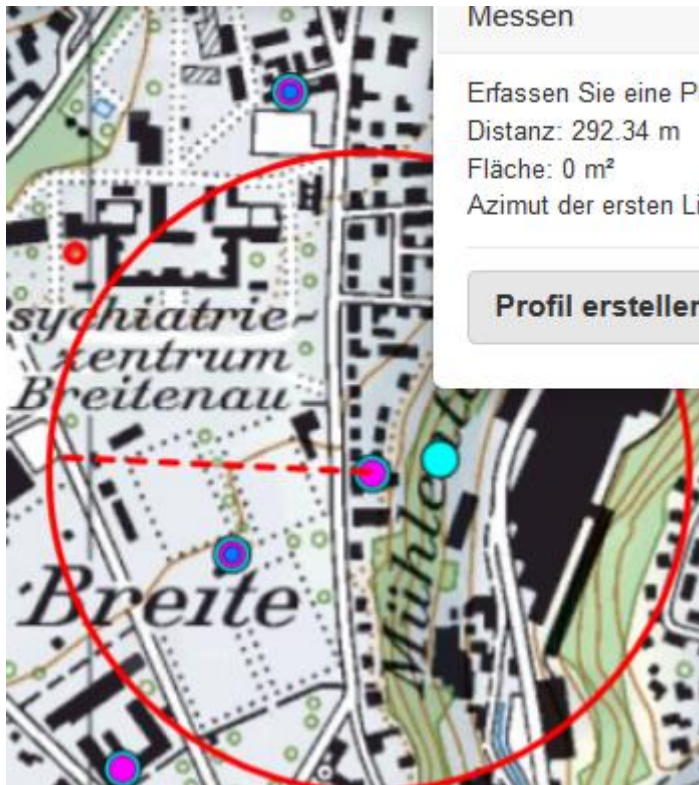 Messen
Erfassen Sie eine P
Distanz: 292.34 m
Fläche: 0 m²
Azimut der ersten Li
Profil erstellen
sychiatrie-
zentrum
Breitenau
Breite
Mühlenta